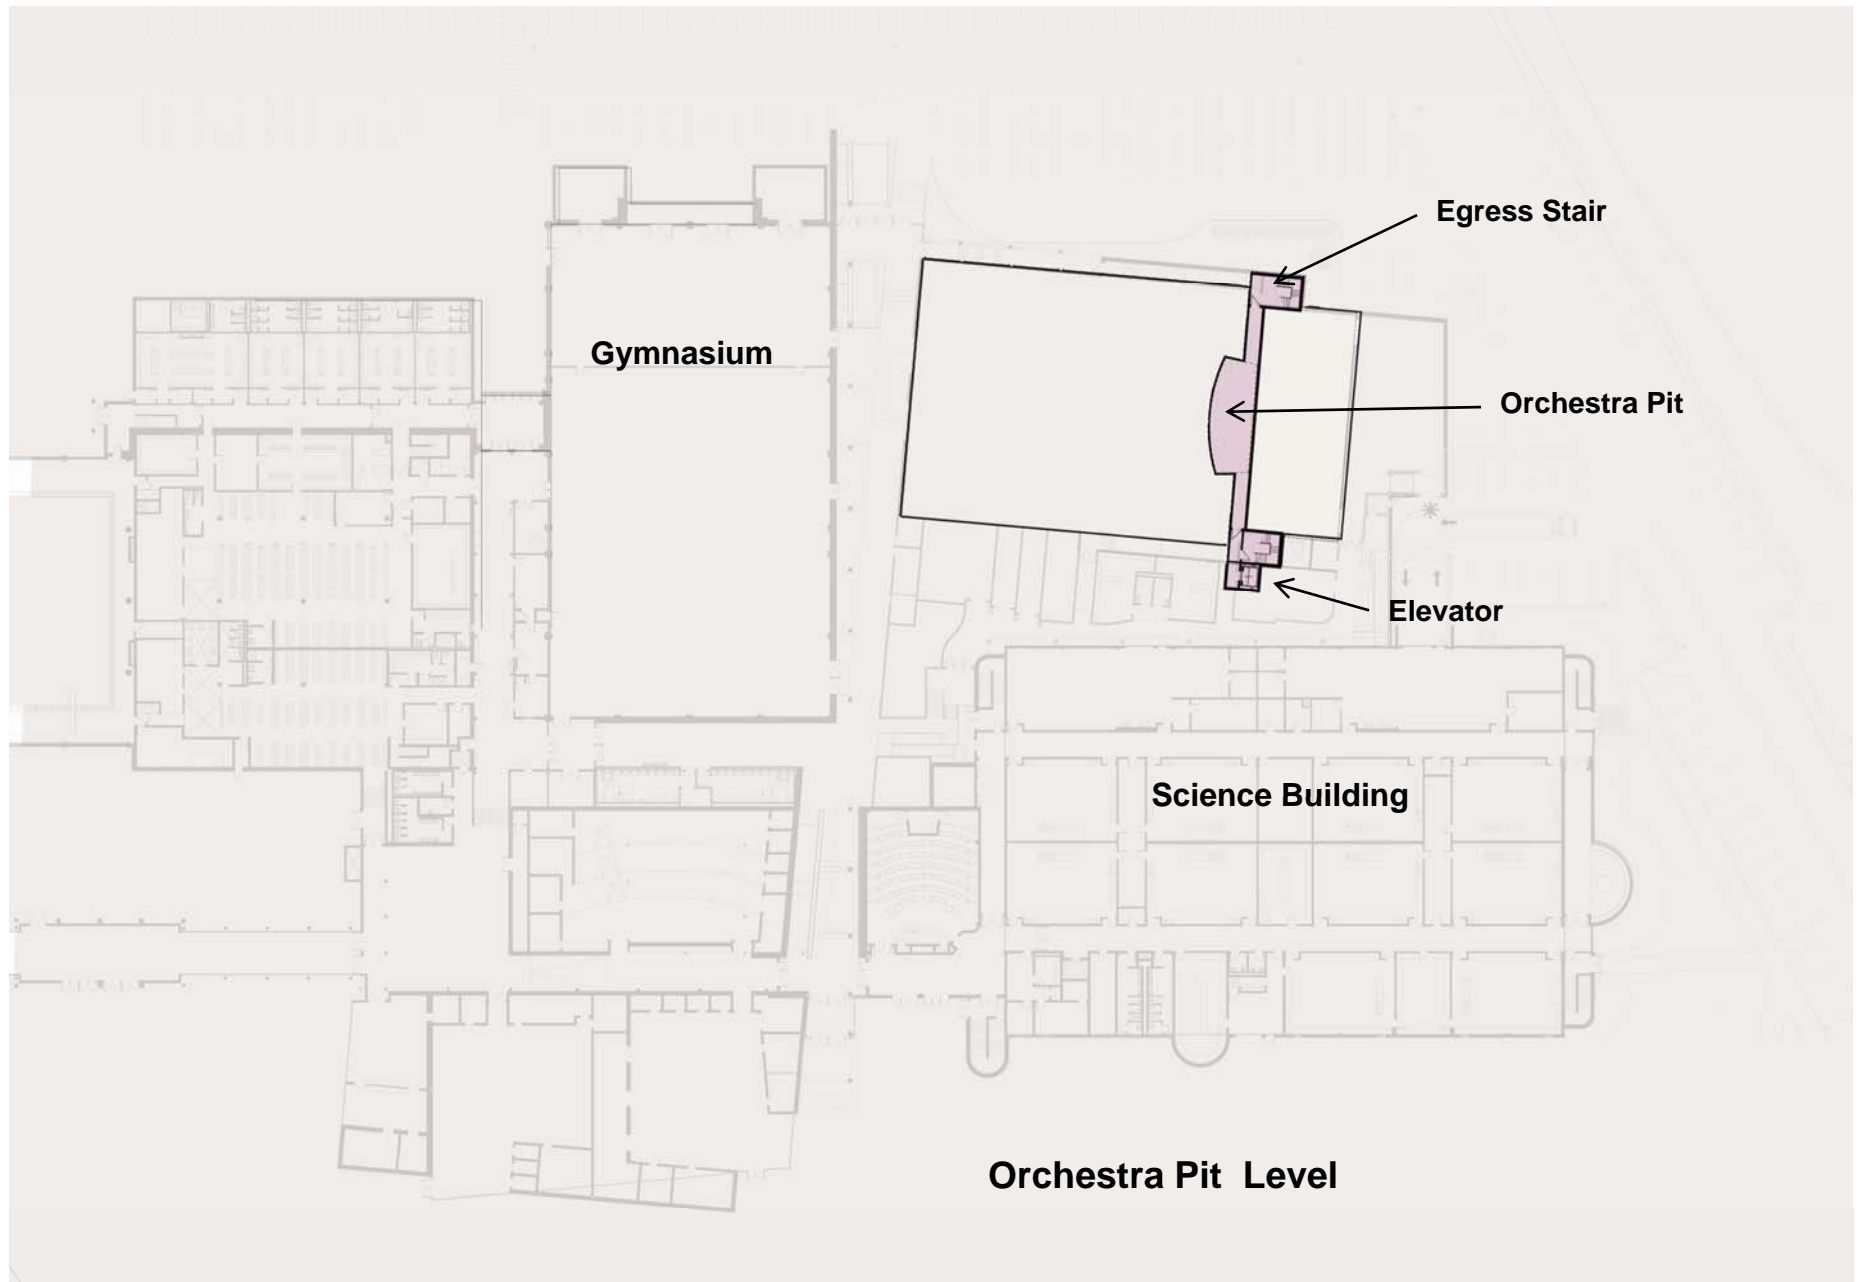 Egress Stair
Gymnasium
Orchestra Pit
Elevator
Science Building
Orchestra Pit Level